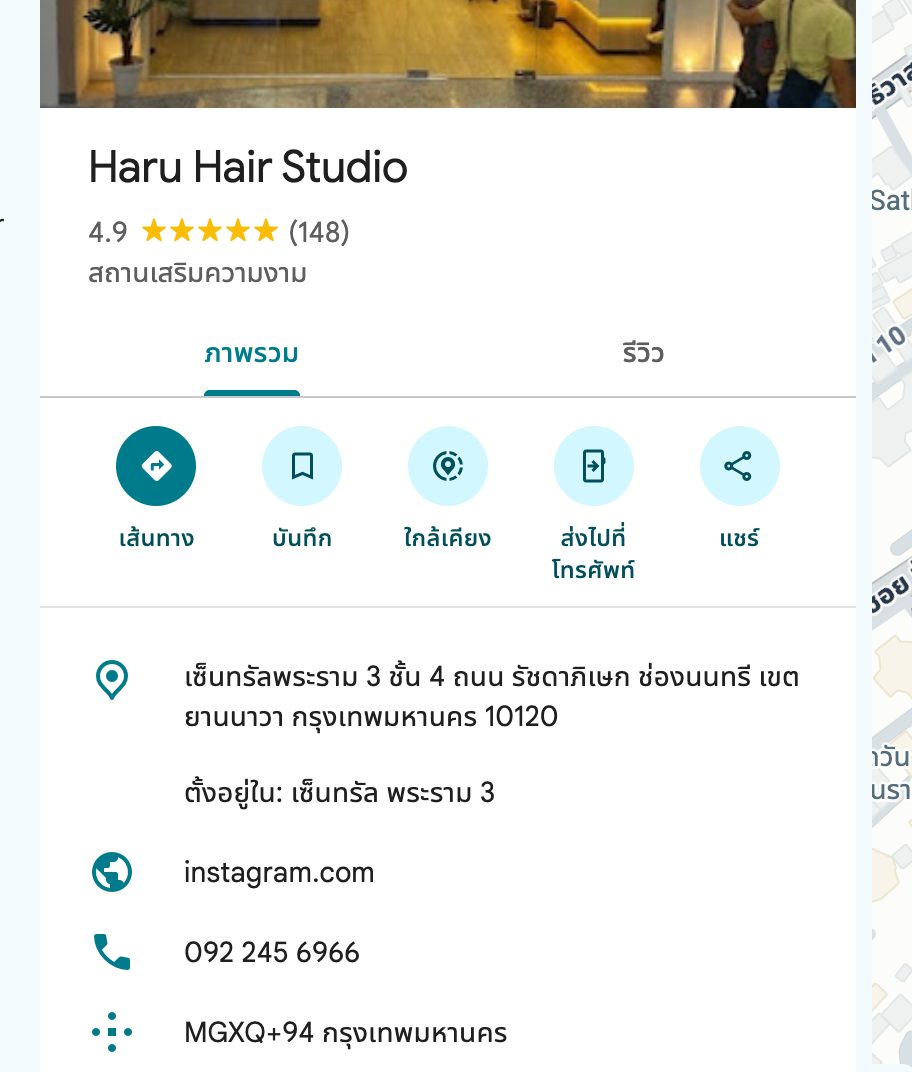 Haru Hair Studio
4.9 ★★★★★ (148)
สถานเสริมความงาม
ภาพรวม
รีวิว
เส้นทาง
บันทึก
ใกล้เคียง
ส่งไปที่
โทรศัพท์
แชร์
เซ็นทรัลพระราม 3 ชั้น 4 ถนน รัชดาภิเษก ช่องนนทรี เขต
ยานนาวา กรุงเทพมหานคร 10120
ตั้งอยู่ใน: เซ็นทรัล พระราม 3
instagram.com
092 245 6966
MGXQ+94 กรุงเทพมหานคร
10
ซอย